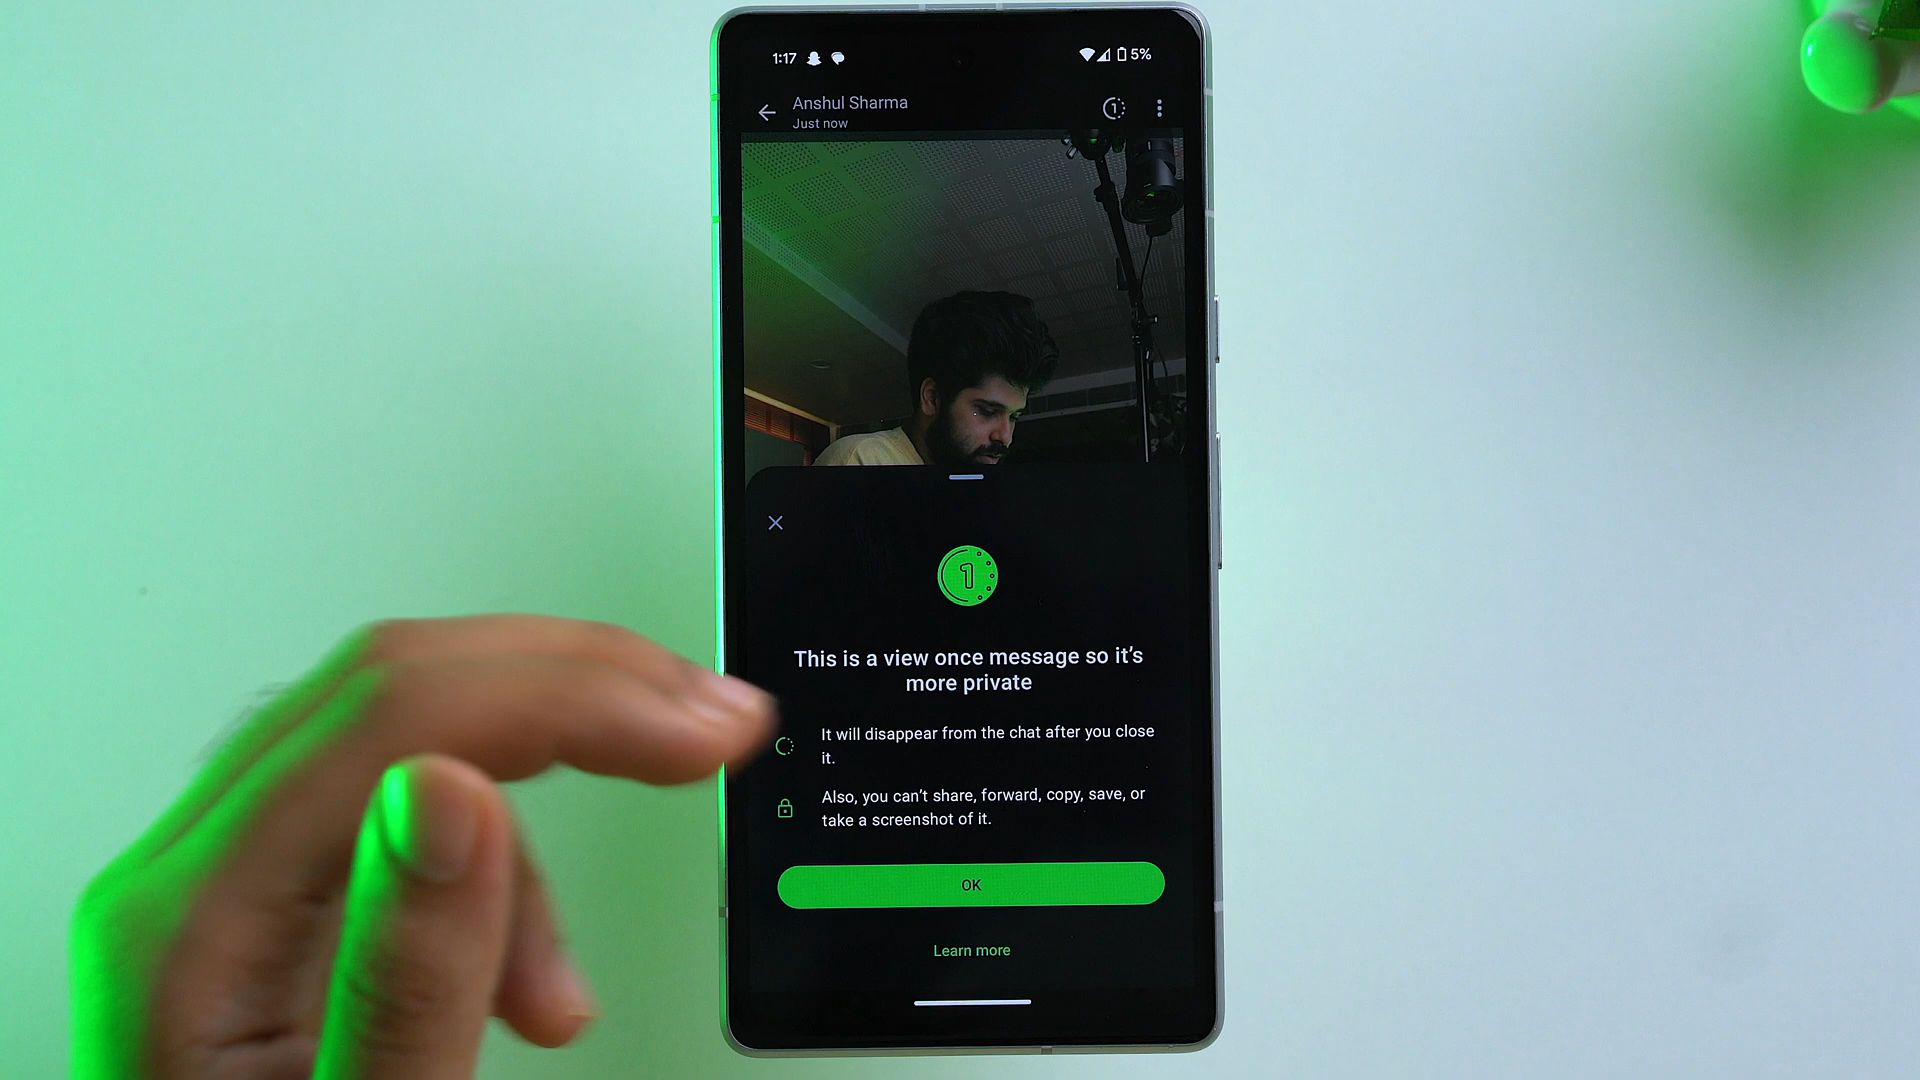 1:17
5%
Anshul Sharma
Just now
1
1
This is a view once message so it's
more private
It will disappear from the chat after you close
it.
Also, you can't share, forward, copy, save, or
take a screenshot of it.
OK
Learn more